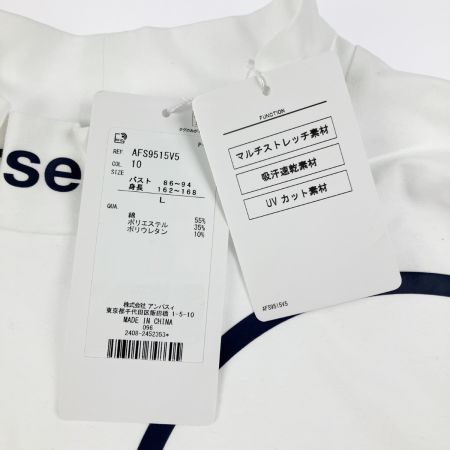 se
REF. AFS9515V5
COL. 10
SIZE
バスト 86~94
身長 162~168
L
QUA.
綿 55%
ポリエステル 35%
ポリウレタン 10%
株式会社 アンパスィ
東京都千代田区飯田橋 1-5-10
MADE IN CHINA
096
2408-2452353*
FUNCTION
マルチストレッチ素材
吸汗速乾素材
UV カット素材
AFS9515V5